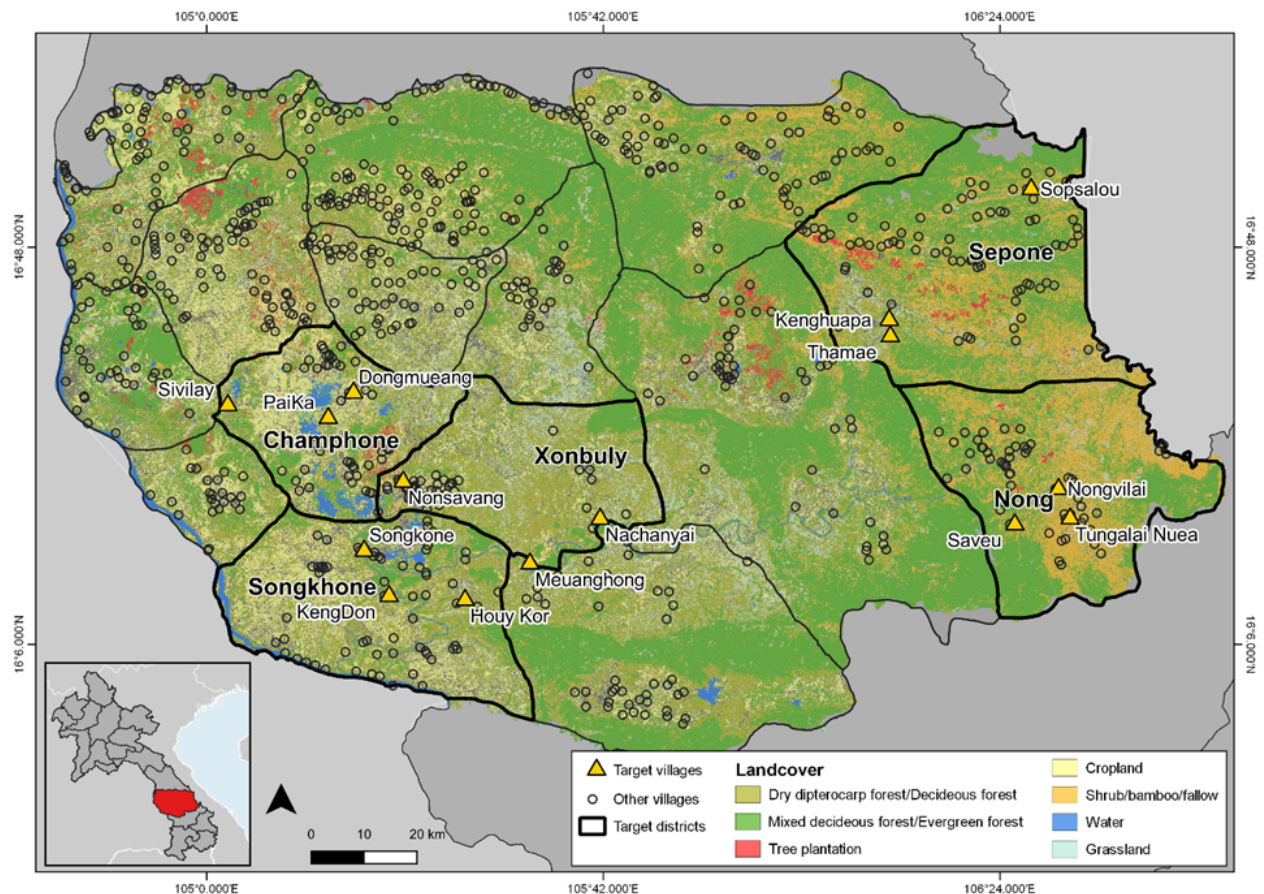 105°0.000'E
105°42.000'E
106°24.000'E
16°48.000'N
16°48.000'N
Sopsalou
Sepone
Kenghuapa
Thamae
Sivilay
Dongmueang
PaiKa
Champhone
Xonbuly
Nonsavang
Nong
Nongvilai
Songkone
Nachanyai
Saveu
Tungalai Nuea
Meuanghong
Songkhone
KengDon
Houy Kor
16°6.000'N
16°6.000'N
0 10 20 km
Target villages
Other villages
Target districts
Landcover
Dry dipterocarp forest/Decideous forest
Mixed decideous forest/Evergreen forest
Tree plantation
Cropland
Shrub/bamboo/fallow
Water
Grassland
105°0.000'E
105°42.000'E
106°24.000'E